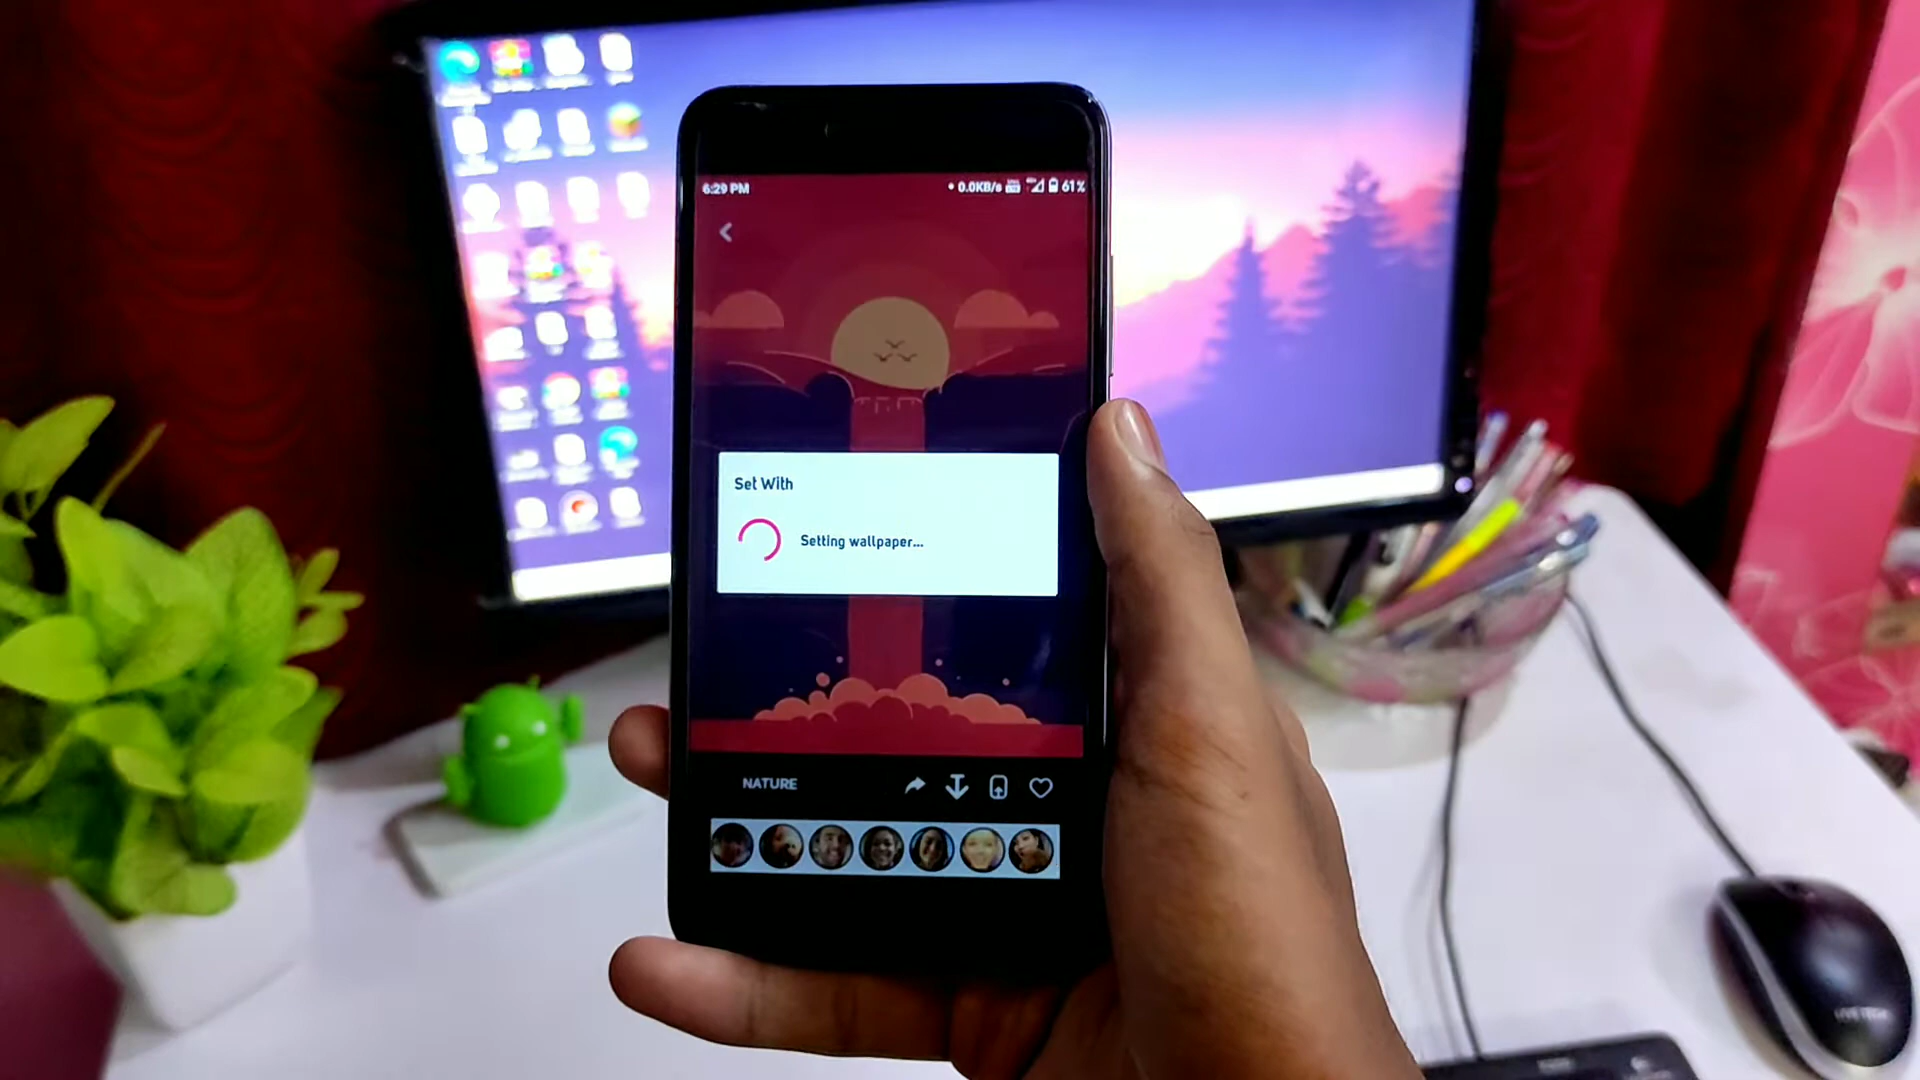 6:29 PM
0.0KB/s 61%
Set With
Setting wallpaper...
NATURE